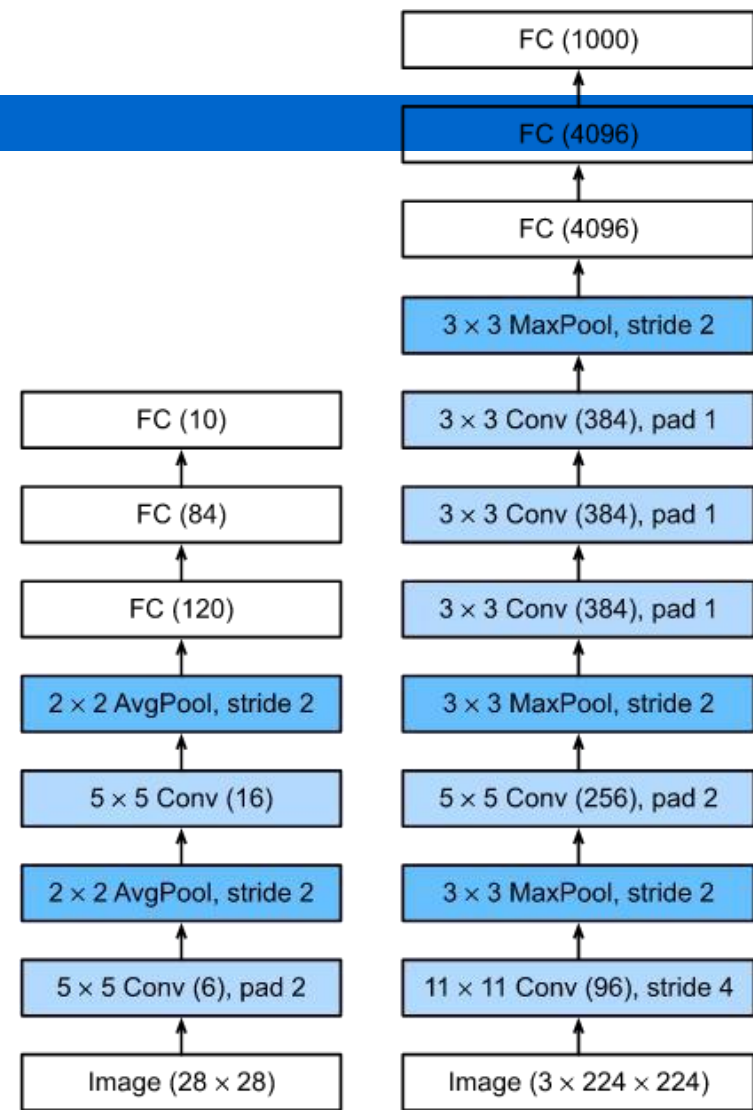 FC (1000)
FC (4096)
FC (4096)
3 × 3 MaxPool, stride 2
3 × 3 Conv (384), pad 1
3 × 3 Conv (384), pad 1
3 × 3 Conv (384), pad 1
3 × 3 MaxPool, stride 2
5 × 5 Conv (256), pad 2
3 × 3 MaxPool, stride 2
11 × 11 Conv (96), stride 4
Image (3 × 224 × 224)
FC (10)
FC (84)
FC (120)
2 × 2 AvgPool, stride 2
5 × 5 Conv (16)
2 × 2 AvgPool, stride 2
5 × 5 Conv (6), pad 2
Image (28 × 28)